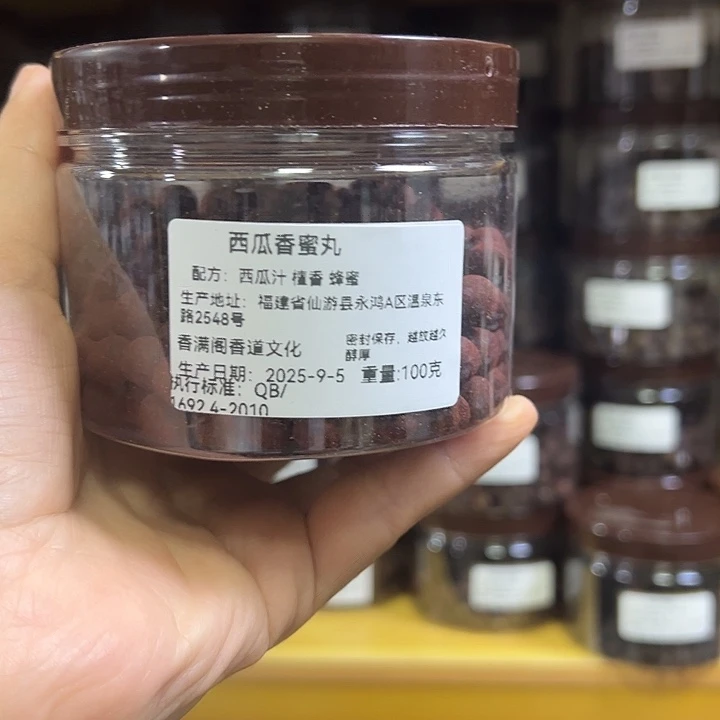 西瓜香蜜丸
配方：西瓜汁 檀香 蜂蜜
生产地址：福建省仙游县永鸿A区温泉东
路2548号
香满阁香道文化
密封保存，越放越久
醇厚
生产日期：2025-9-5 重量:100克
执行标准：QB/
1692.4-2010